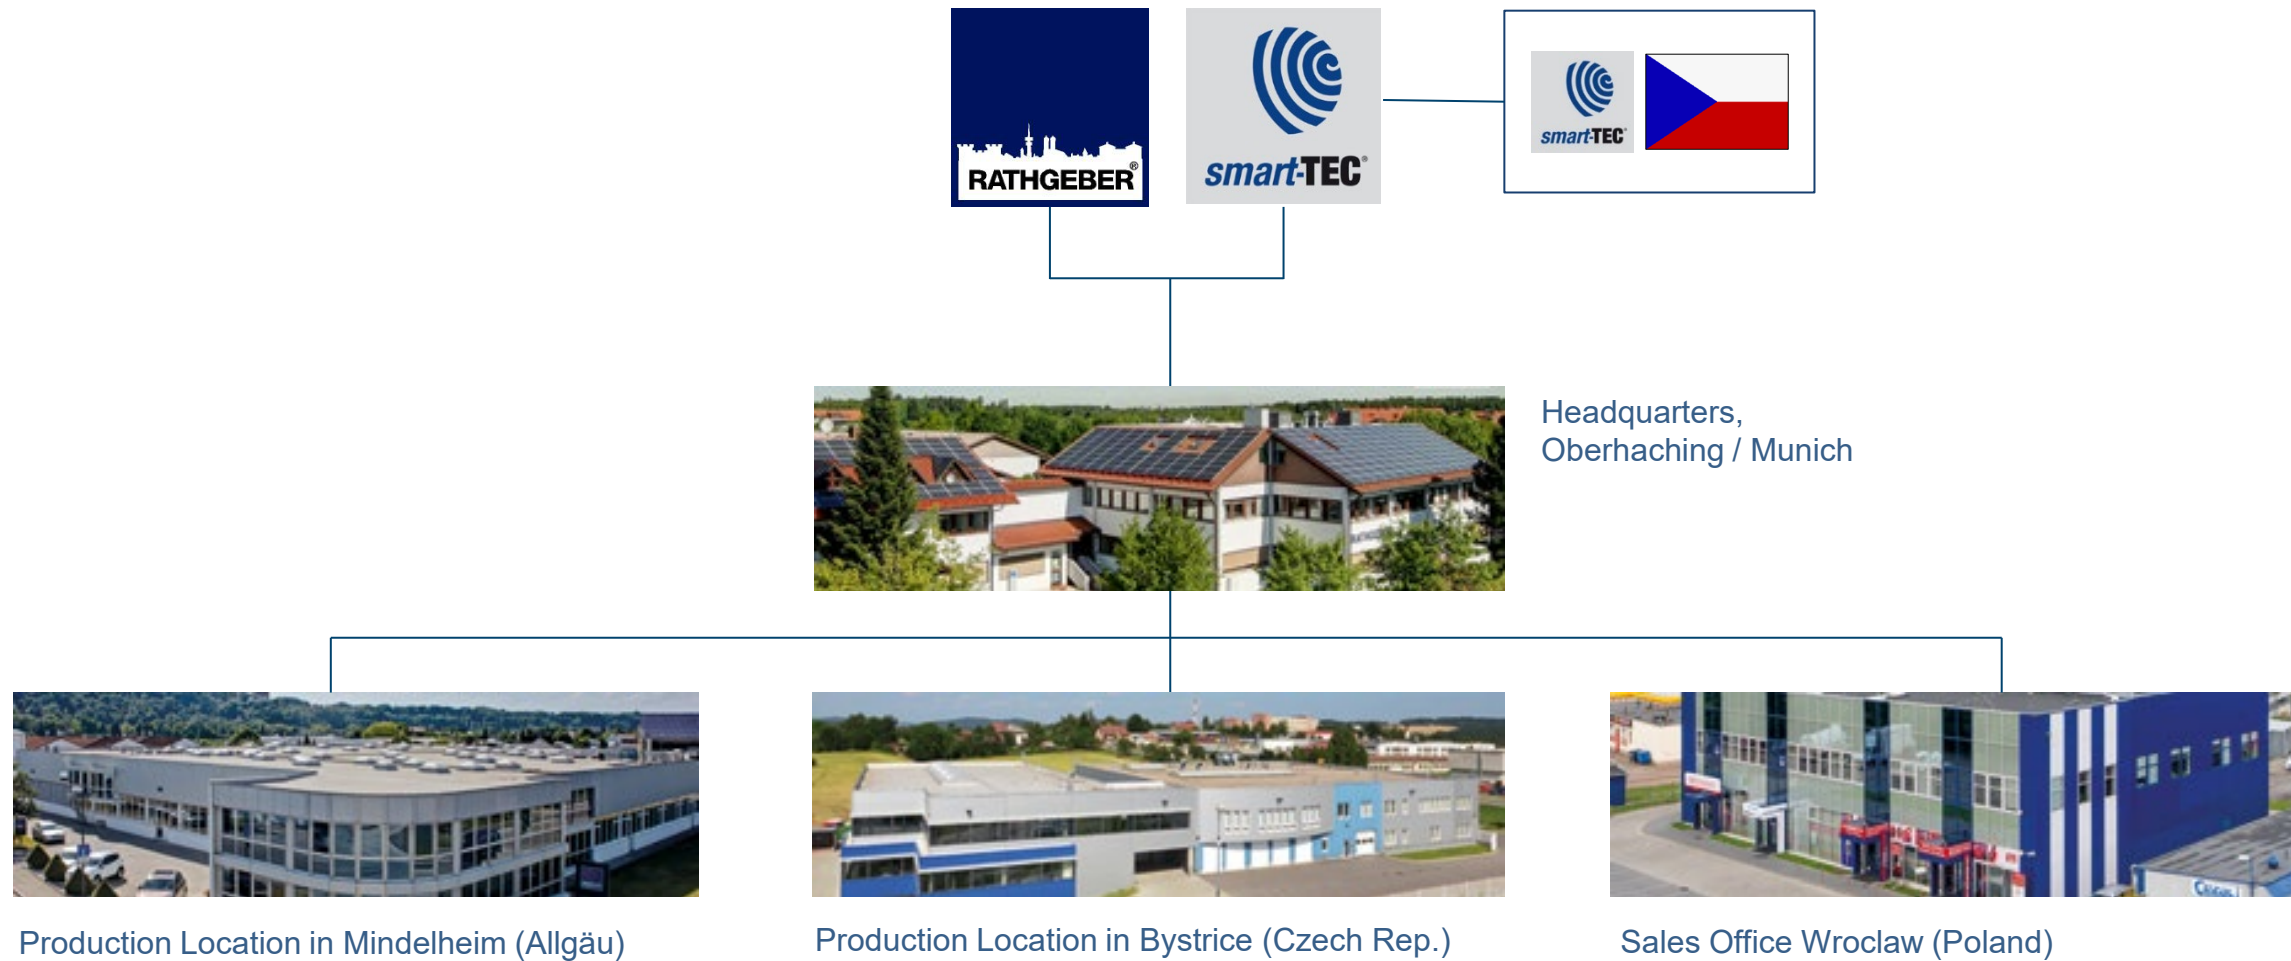 RATHGEBER®
smart-TEC®
smart-TEC®
Headquarters,
Oberhaching / Munich
Production Location in Mindelheim (Allgäu)
Production Location in Bystrice (Czech Rep.)
Sales Office Wroclaw (Poland)